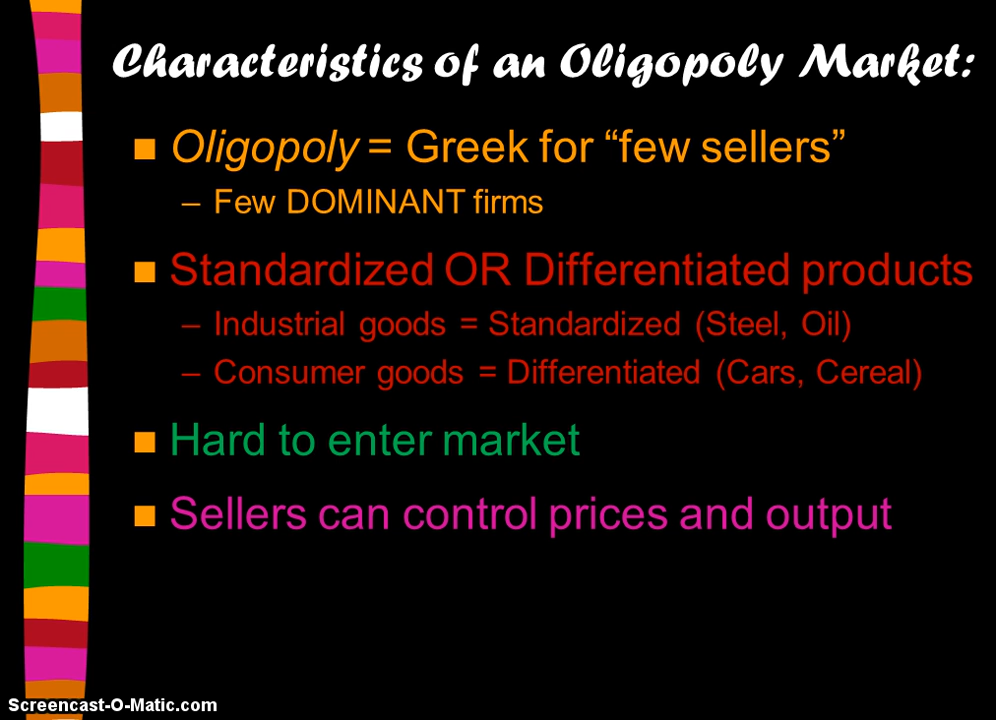 Characteristics of an Oligopoly Market:
Oligopoly = Greek for “few sellers”
– Few DOMINANT firms
Standardized OR Differentiated products
– Industrial goods = Standardized (Steel, Oil)
– Consumer goods = Differentiated (Cars, Cereal)
Hard to enter market
Sellers can control prices and output
Screencast-O-Matic.com